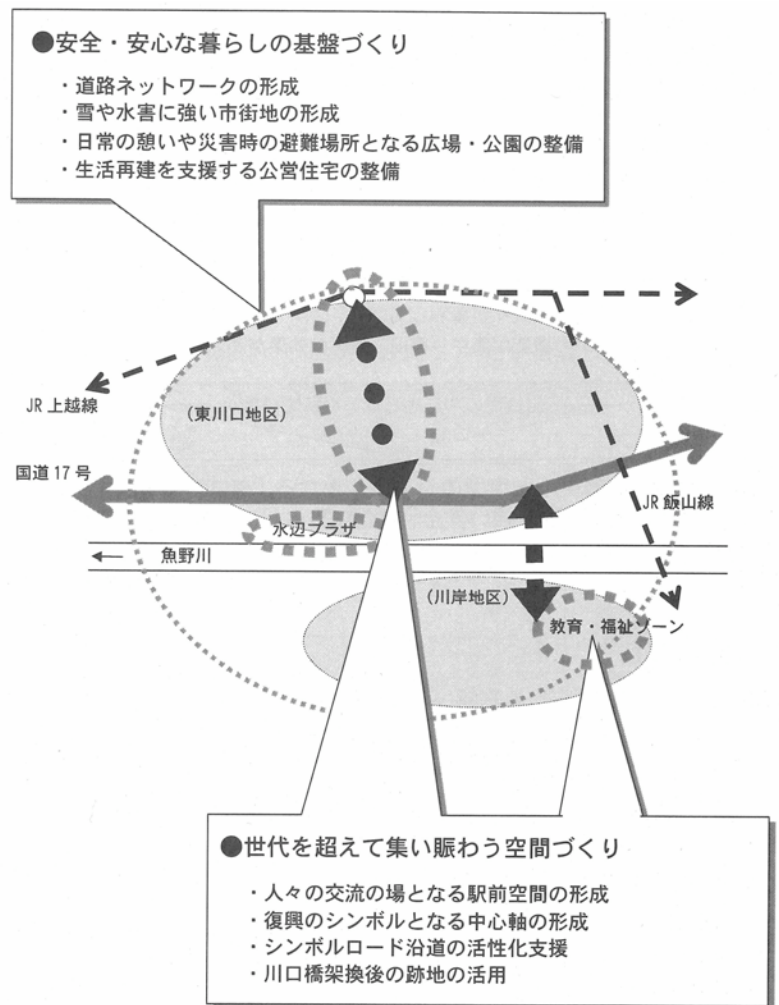 ●安全・安心な暮らしの基盤づくり
・道路ネットワークの形成
・雪や水害に強い市街地の形成
・日常の憩いや災害時の避難場所となる広場・公園の整備
・生活再建を支援する公営住宅の整備
JR 上越線
（東川口地区）
国道 17 号
JR 飯山線
水辺プラザ
魚野川
（川岸地区）
教育・福祉ゾーン
●世代を超えて集い賑わう空間づくり
・人々の交流の場となる駅前空間の形成
・復興のシンボルとなる中心軸の形成
・シンボルロード沿道の活性化支援
・川口橋架換後の跡地の活用